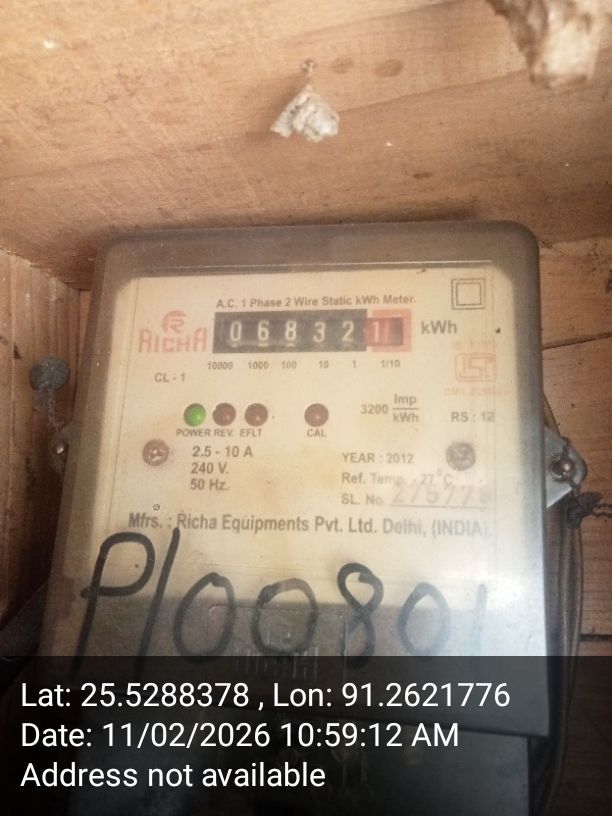 A.C. 1 Phase 2 Wire Static kWh Meter.
RICHA
0 6 8 3 2 1 kWh
10000 1000 100 10 1 1/10
CL - 1
3200 Imp/kWh
RS : 12
POWER REV. EFLT CAL
2.5 - 10 A
240 V.
50 Hz.
YEAR : 2012
Ref. Temp. - 27°C
SL. No.
Mfrs. : Richa Equipments Pvt. Ltd. Delhi, (INDIA).
P/00801
Lat: 25.5288378 , Lon: 91.2621776
Date: 11/02/2026 10:59:12 AM
Address not available